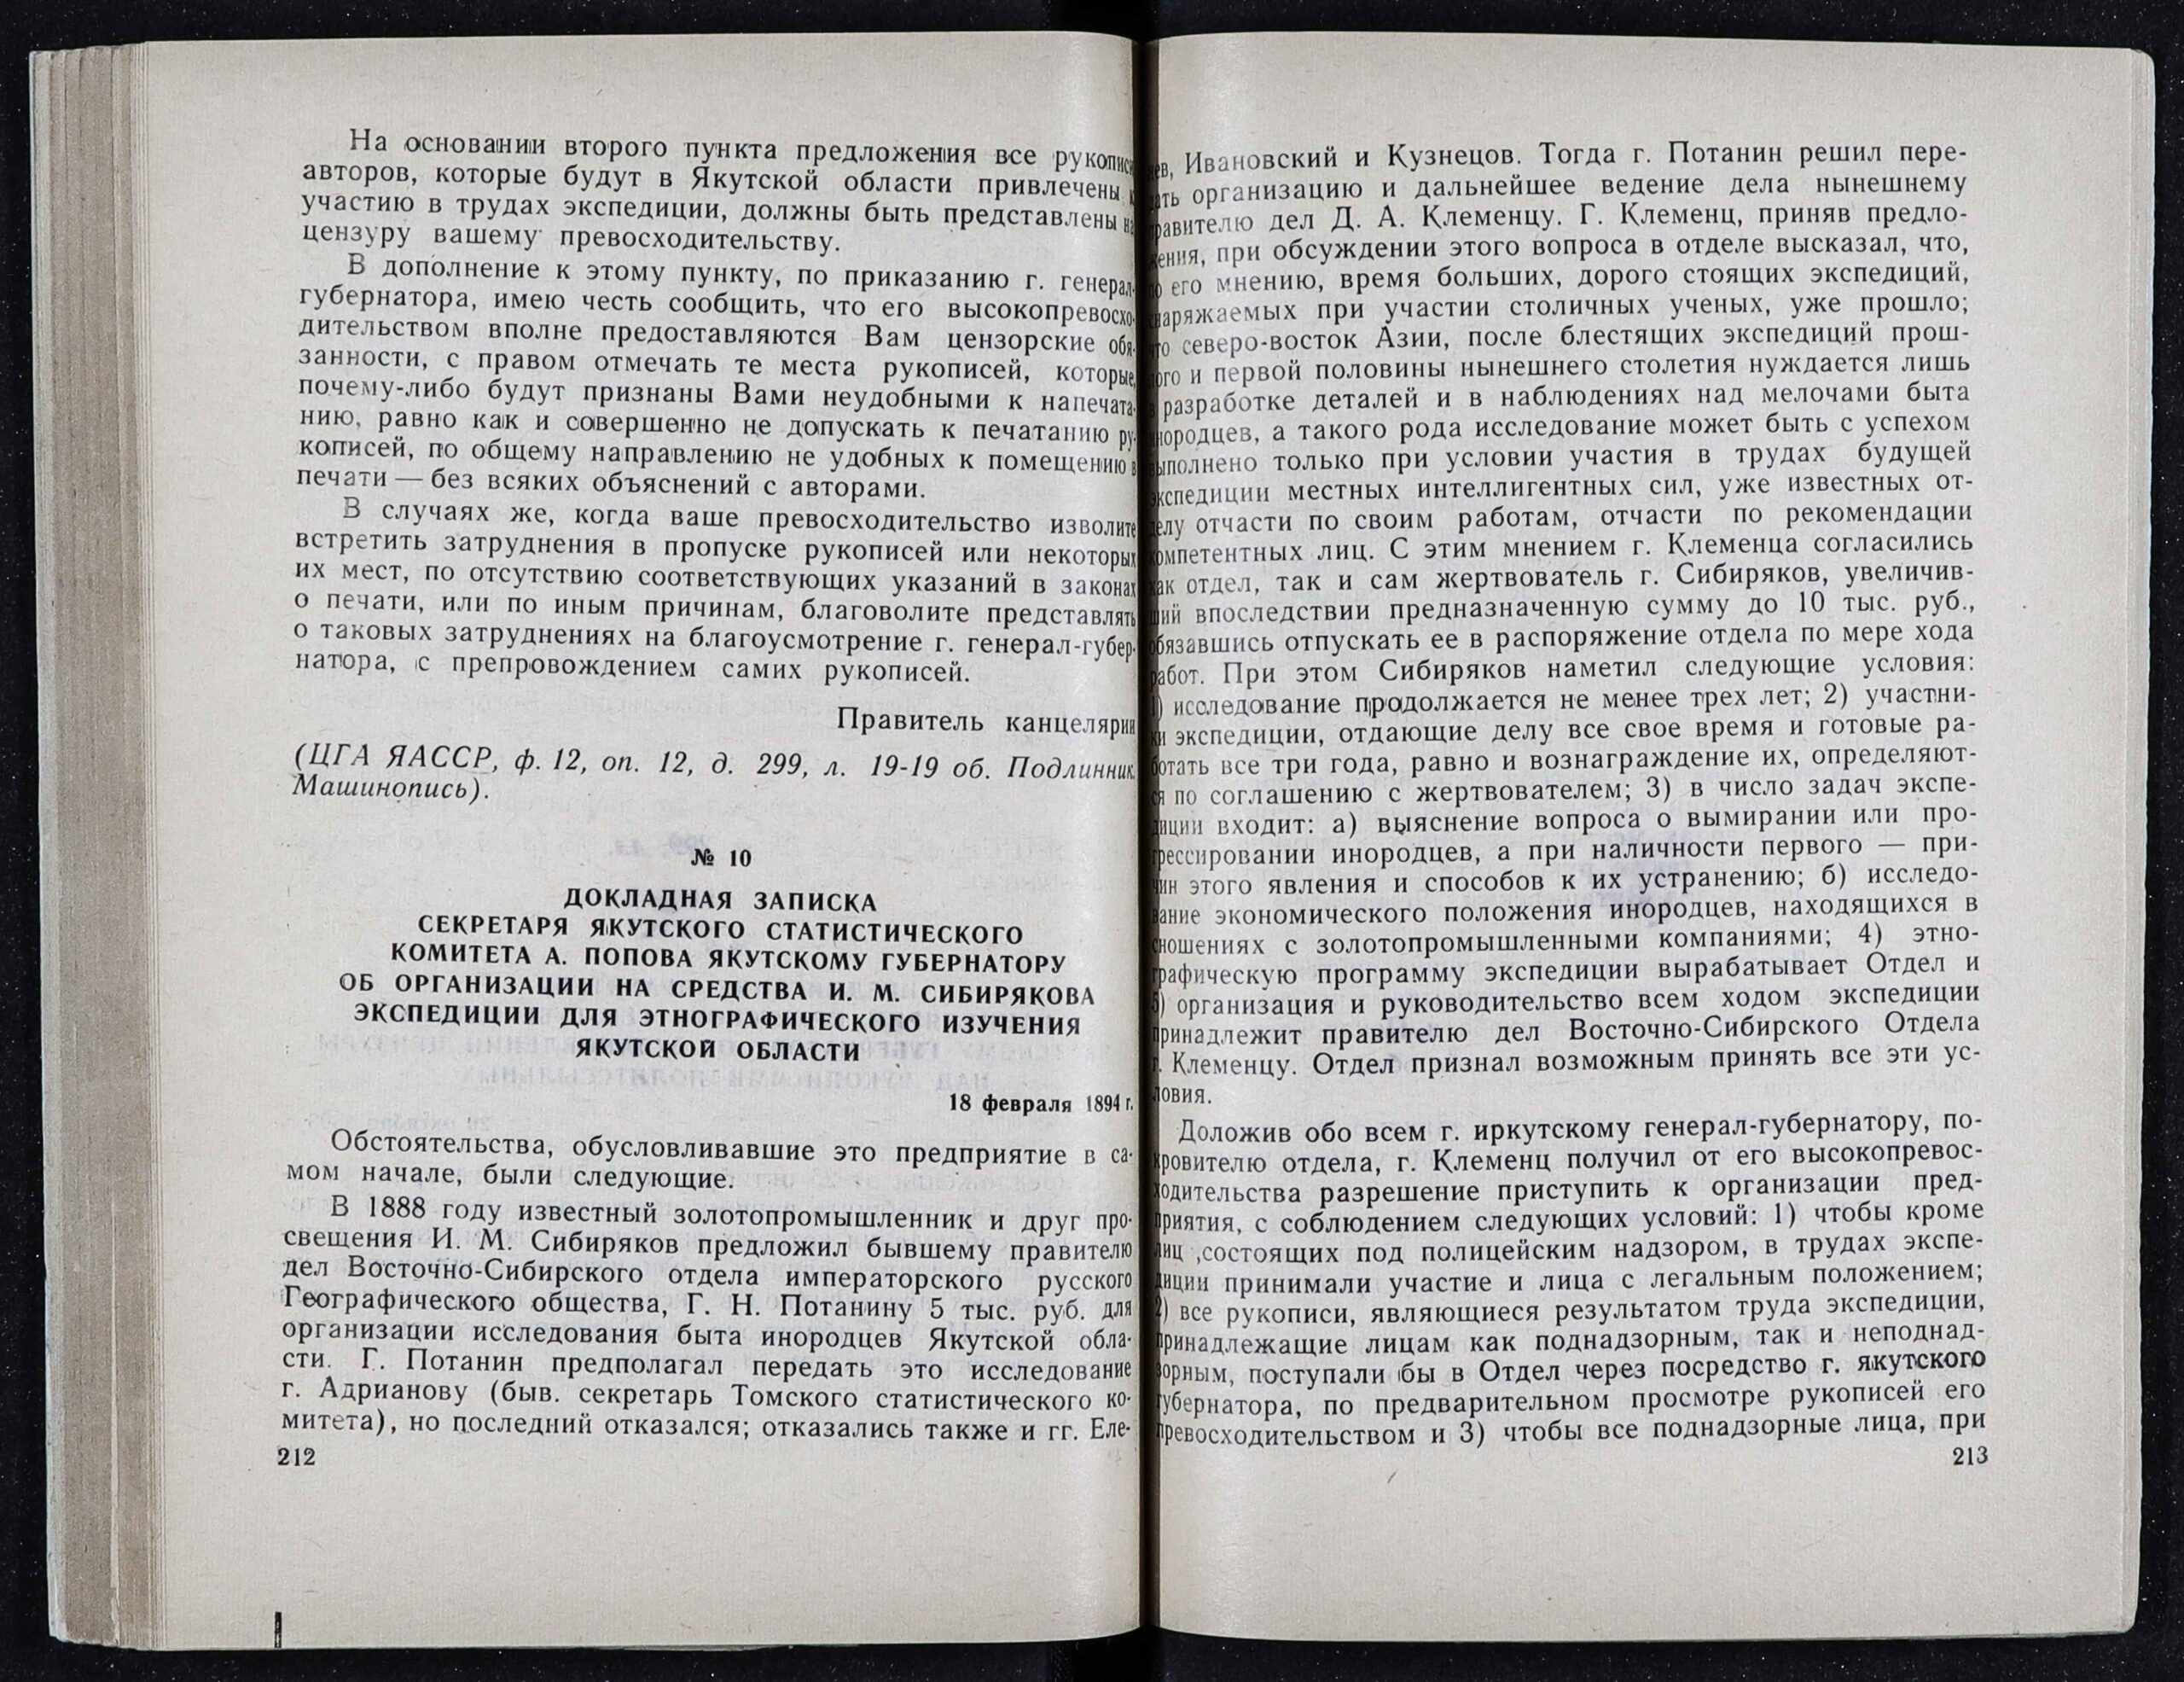 На основании второго пункта предложения все рукописи
авторов, которые будут в Якутской области привлечены к
участию в трудах экспедиции, должны быть представлены на
цензуру вашему превосходительству.
В дополнение к этому пункту, по приказанию г. генерал-
губернатора, имею честь сообщить, что его высокопревосхо-
дительством вполне предоставляются Вам цензорские обя-
занности, с правом отмечать те места рукописей, которые,
почему-либо будут признаны Вами неудобными к напечата-
нию, равно как и совершенно не допускать к печатанию ру-
кописей, по общему направлению не удобных к помещению в
печати — без всяких объяснений с авторами.
В случаях же, когда ваше превосходительство изволите
встретить затруднения в пропуске рукописей или некоторых
их мест, по отсутствию соответствующих указаний в законах
о печати, или по иным причинам, благоволите представлять
о таковых затруднениях на благоусмотрение г. генерал-губер-
натора, с препровождением самих рукописей.
Правитель канцелярии
(ЦГА ЯАССР, ф. 12, оп. 12, д. 299, л. 19-19 об. Подлинник.
Машинопись).
№ 10
ДОКЛАДНАЯ ЗАПИСКА
СЕКРЕТАРЯ ЯКУТСКОГО СТАТИСТИЧЕСКОГО
КОМИТЕТА А. ПОПОВА ЯКУТСКОМУ ГУБЕРНАТОРУ
ОБ ОРГАНИЗАЦИИ НА СРЕДСТВА И. М. СИБИРЯКОВА
ЭКСПЕДИЦИИ ДЛЯ ЭТНОГРАФИЧЕСКОГО ИЗУЧЕНИЯ
ЯКУТСКОЙ ОБЛАСТИ
18 февраля 1894 г.
Обстоятельства, обусловливавшие это предприятие в са-
мом начале, были следующие.
В 1888 году известный золотопромышленник и друг про-
свещения И. М. Сибиряков предложил бывшему правителю
дел Восточно-Сибирского отдела императорского русского
Географического общества, Г. Н. Потанину 5 тыс. руб. для
организации исследования быта инородцев Якутской обла-
сти. Г. Потанин предполагал передать это исследование
г. Адрианову (быв. секретарь Томского статистического ко-
митета), но последний отказался; отказались также и гг. Еле-
212
нев, Ивановский и Кузнецов. Тогда г. Потанин решил пере-
дать организацию и дальнейшее ведение дела нынешнему
правителю дел Д. А. Клеменцу. Г. Клеменц, приняв предло-
жения, при обсуждении этого вопроса в отделе высказал, что,
по его мнению, время больших, дорого стоящих экспедиций,
снаряжаемых при участии столичных ученых, уже прошло;
что северо-восток Азии, после блестящих экспедиций прош-
лого и первой половины нынешнего столетия нуждается лишь
в разработке деталей и в наблюдениях над мелочами быта
инородцев, а такого рода исследование может быть с успехом
выполнено только при условии участия в трудах будущей
экспедиции местных интеллигентных сил, уже известных от-
делу отчасти по своим работам, отчасти по рекомендации
компетентных лиц. С этим мнением г. Клеменца согласились
как отдел, так и сам жертвователь г. Сибиряков, увеличив-
ший впоследствии предназначенную сумму до 10 тыс. руб.,
обязавшись отпускать ее в распоряжение отдела по мере хода
работ. При этом Сибиряков наметил следующие условия:
1) исследование продолжается не менее трех лет; 2) участни-
ки экспедиции, отдающие делу все свое время и готовые ра-
ботать все три года, равно и вознаграждение их, определяют-
ся по соглашению с жертвователем; 3) в число задач экспе-
диции входит: а) выяснение вопроса о вымирании или про-
грессировании инородцев, а при наличности первого — при-
чин этого явления и способов к их устранению; б) исследо-
вание экономического положения инородцев, находящихся в
сношениях с золотопромышленными компаниями; 4) этно-
графическую программу экспедиции вырабатывает Отдел и
5) организация и руководительство всем ходом экспедиции
принадлежит правителю дел Восточно-Сибирского Отдела
г. Клеменцу. Отдел признал возможным принять все эти ус-
ловия.
Доложив обо всем г. иркутскому генерал-губернатору, по-
кровителю отдела, г. Клеменц получил от его высокопревос-
ходительства разрешение приступить к организации пред-
приятия, с соблюдением следующих условий: 1) чтобы кроме
лиц ,состоящих под полицейским надзором, в трудах экспе-
диции принимали участие и лица с легальным положением;
2) все рукописи, являющиеся результатом труда экспедиции,
принадлежащие лицам как поднадзорным, так и неподнад-
зорным, поступали бы в Отдел через посредство г. якутского
губернатора, по предварительном просмотре рукописей его
превосходительством и 3) чтобы все поднадзорные лица, при
213